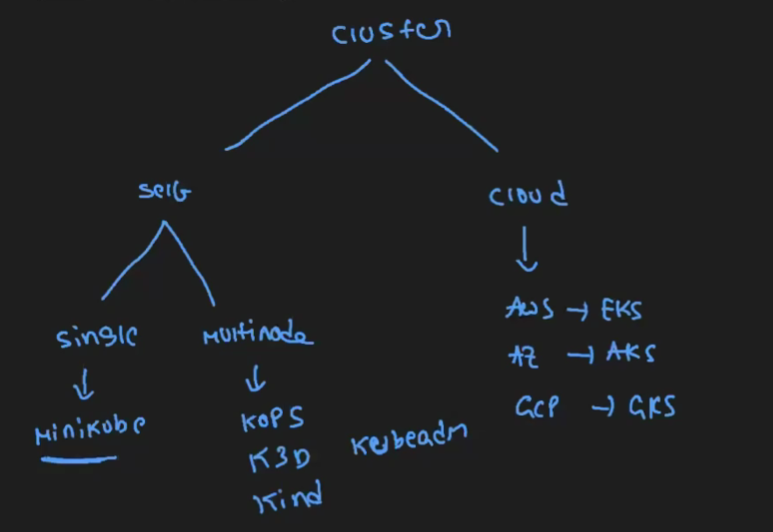 Cluster
Self
Cloud
Single
Multinode
AWS → EKS
AZ → AKS
GCP → GKS
Minikube
KOPS
K3D
Kubeadm
Kind